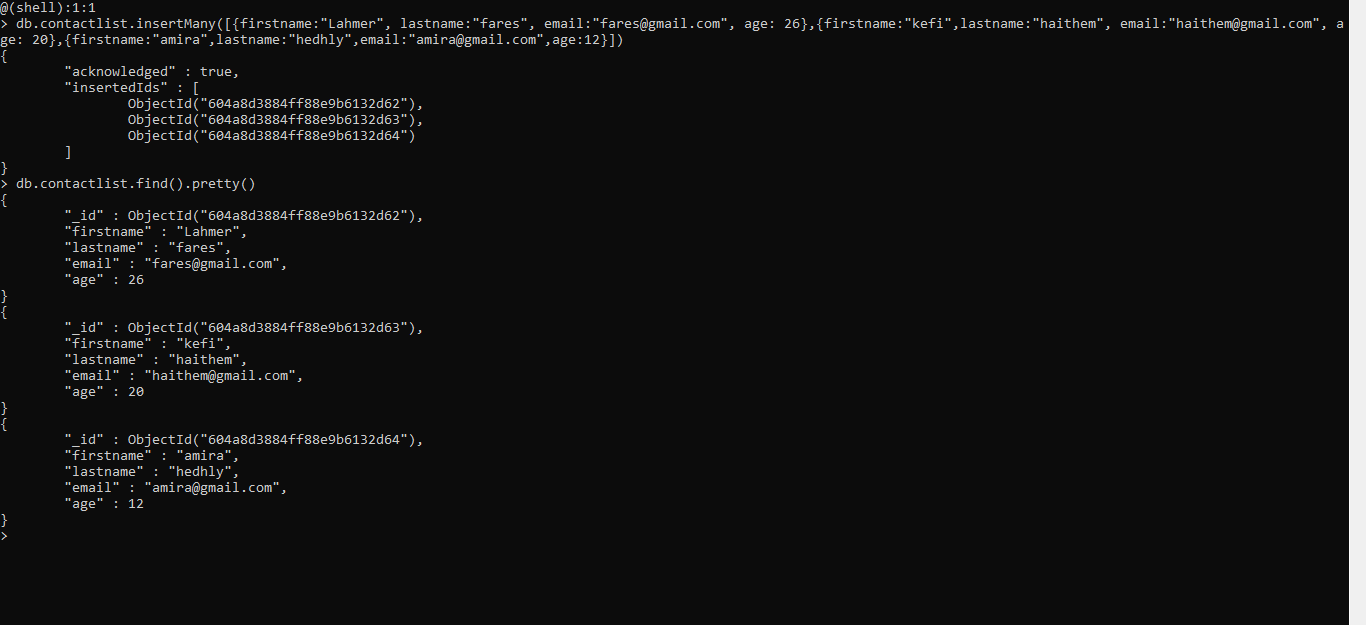 @(shell):1:1
> db.contactlist.insertMany([{firstname:"Lahmer", lastname:"fares", email:"fares@gmail.com", age: 26},{firstname:"kefi",lastname:"haithem", email:"haithem@gmail.com", a
ge: 20},{firstname:"amira",lastname:"hedhly",email:"amira@gmail.com",age:12}])
{
        "acknowledged" : true,
        "insertedIds" : [
                ObjectId("604a8d3884ff88e9b6132d62"),
                ObjectId("604a8d3884ff88e9b6132d63"),
                ObjectId("604a8d3884ff88e9b6132d64")
        ]
}
> db.contactlist.find().pretty()
{
        "_id" : ObjectId("604a8d3884ff88e9b6132d62"),
        "firstname" : "Lahmer",
        "lastname" : "fares",
        "email" : "fares@gmail.com",
        "age" : 26
}
{
        "_id" : ObjectId("604a8d3884ff88e9b6132d63"),
        "firstname" : "kefi",
        "lastname" : "haithem",
        "email" : "haithem@gmail.com",
        "age" : 20
}
{
        "_id" : ObjectId("604a8d3884ff88e9b6132d64"),
        "firstname" : "amira",
        "lastname" : "hedhly",
        "email" : "amira@gmail.com",
        "age" : 12
}
>